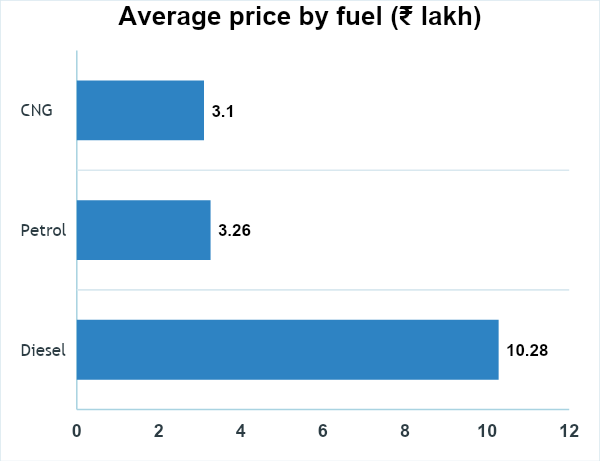 Average price by fuel (₹ lakh)
CNG 3.1
Petrol 3.26
Diesel 10.28
0 2 4 6 8 10 12